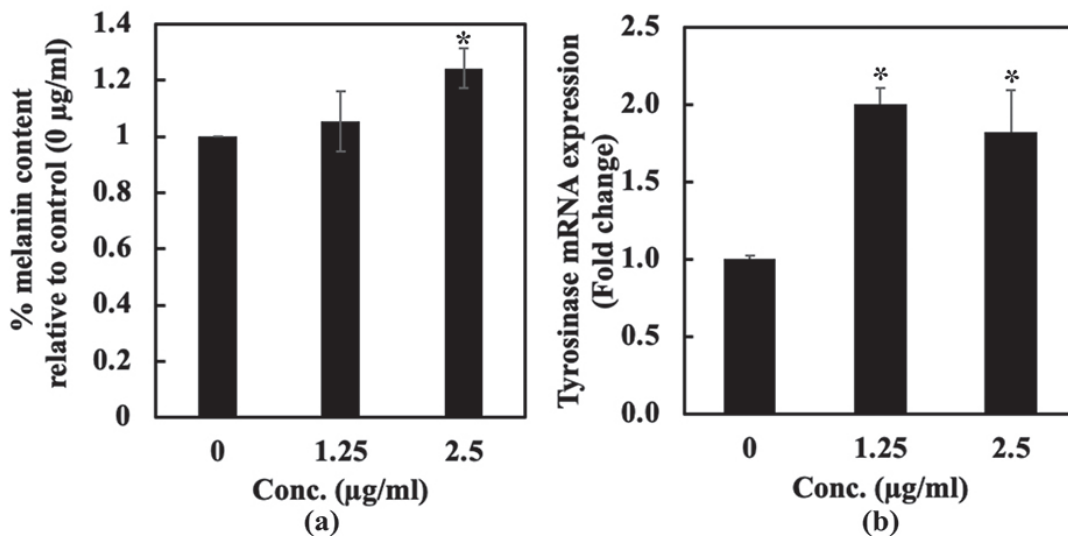 % melanin content
relative to control (0 µg/ml)
1.4
1.2
1
0.8
0.6
0.4
0.2
0
*
0
1.25
2.5
Conc. (µg/ml)
(a)
Tyrosinase mRNA expression
(Fold change)
2.5
2.0
1.5
1.0
0.5
0.0
*
*
0
1.25
2.5
Conc. (µg/ml)
(b)